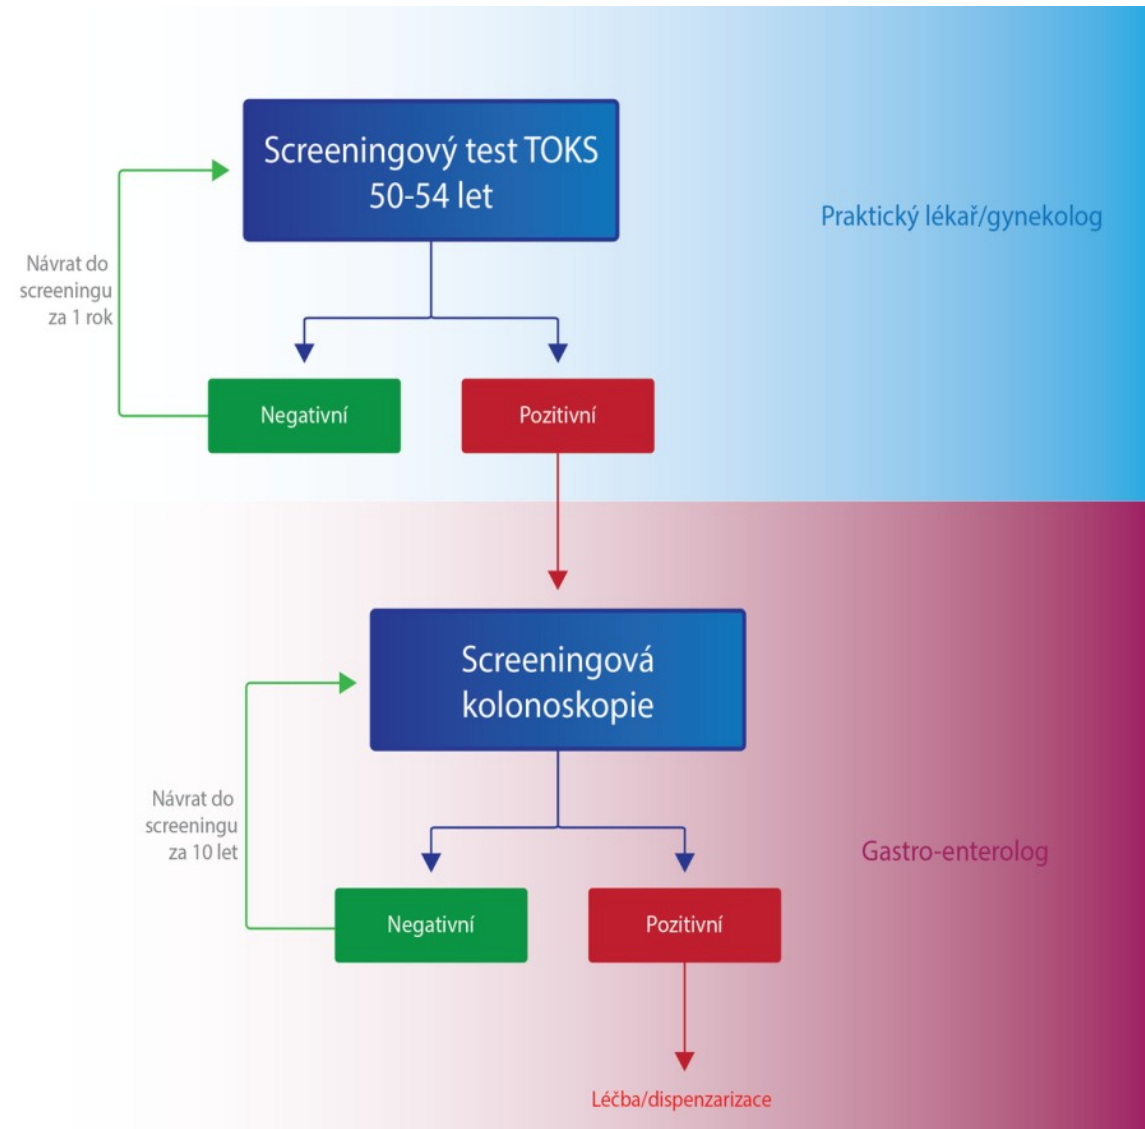 Screeningový test TOKS
50-54 let
Praktický lékař/gynekolog
Návrat do
screeningu
za 1 rok
Negativní
Pozitivní
Screeningová
kolonoskopie
Návrat do
screeningu
za 10 let
Gastro-enterolog
Negativní
Pozitivní
Léčba/dispenzarizace